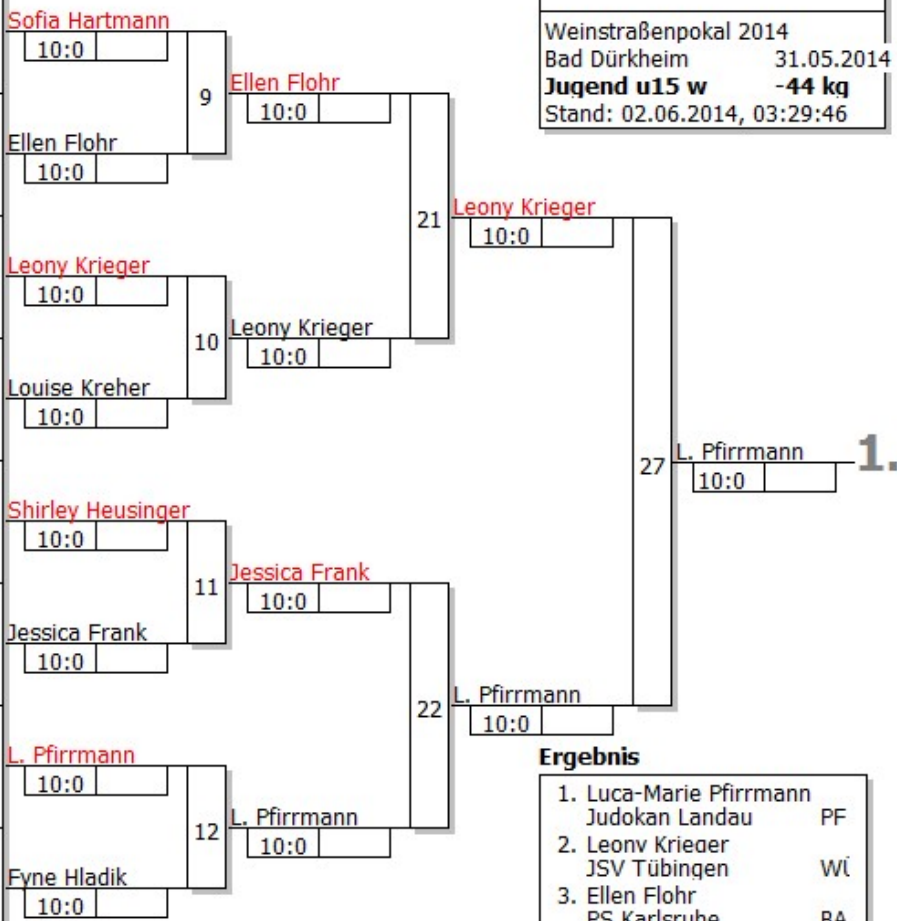 Weinstraßenpokal 2014
Bad Dürkheim 31.05.2014
Jugend u15 w -44 kg
Stand: 02.06.2014, 03:29:46
Sofia Hartmann
10:0
9
Ellen Flohr
10:0
Ellen Flohr
10:0
21
Leony Krieger
10:0
Leony Krieger
10:0
10
Leony Krieger
10:0
Louise Kreher
10:0
27
L. Pfirrmann
10:0
1.
Shirley Heusinger
10:0
11
Jessica Frank
10:0
Jessica Frank
10:0
22
L. Pfirrmann
10:0
L. Pfirrmann
10:0
12
L. Pfirrmann
10:0
Fyne Hladik
10:0
Ergebnis
1. Luca-Marie Pfirrmann
Judokan Landau PF
2. Leony Krieger
JSV Tübingen WÜ
3. Ellen Flohr
PS Karlsruhe BA